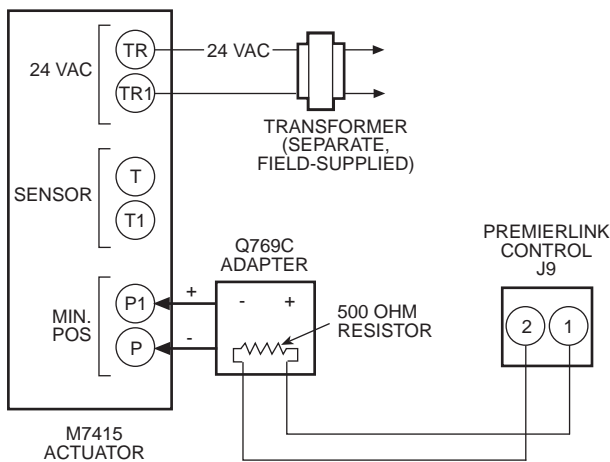 24 VAC
TR
TR1
24 VAC
TRANSFORMER
(SEPARATE,
FIELD-SUPPLIED)
SENSOR
T
T1
MIN.
POS
P1
P
+
-
Q769C
ADAPTER
- +
500 OHM
RESISTOR
PREMIERLINK
CONTROL
J9
2 1
M7415
ACTUATOR